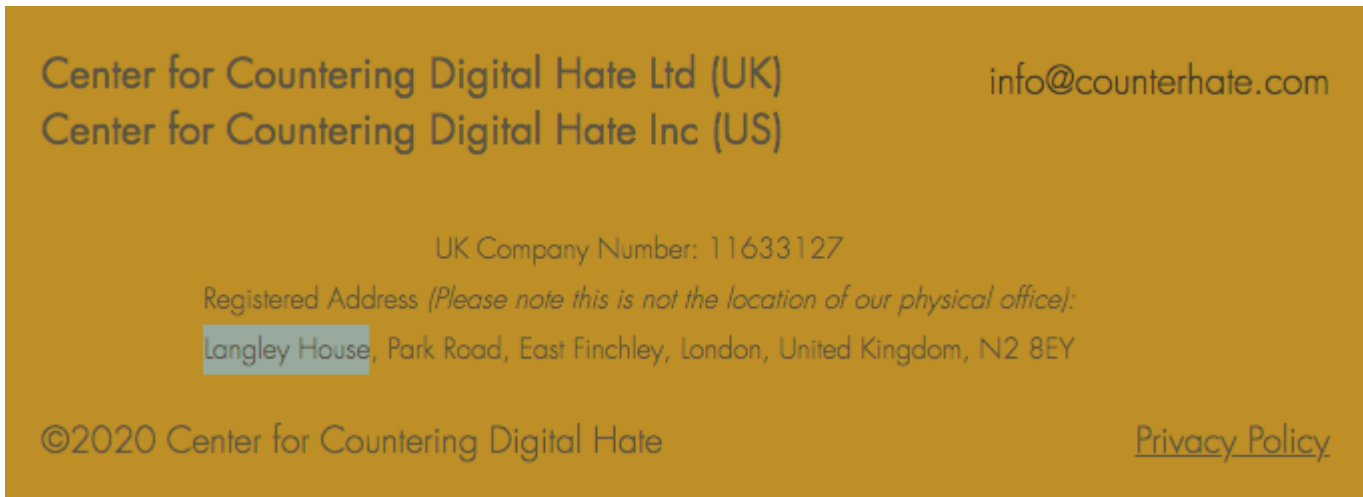 Center for Countering Digital Hate Ltd (UK)
info@counterhate.com
Center for Countering Digital Hate Inc (US)
UK Company Number: 11633127
Registered Address (Please note this is not the location of our physical office):
Langley House, Park Road, East Finchley, London, United Kingdom, N2 8EY
©2020 Center for Countering Digital Hate
Privacy Policy